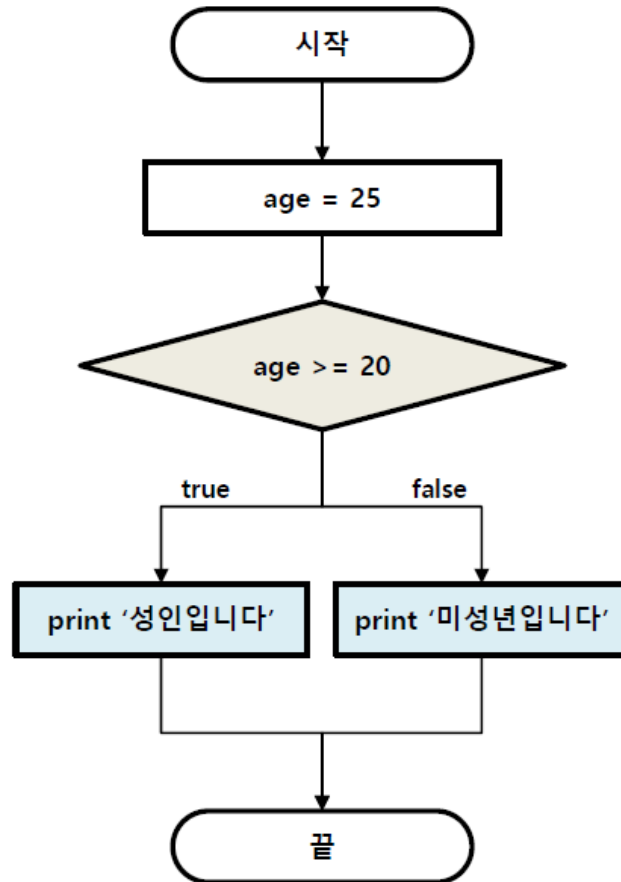 시작
age = 25
age >= 20
true
false
print ‘성인입니다’
print ‘미성년입니다’
끝